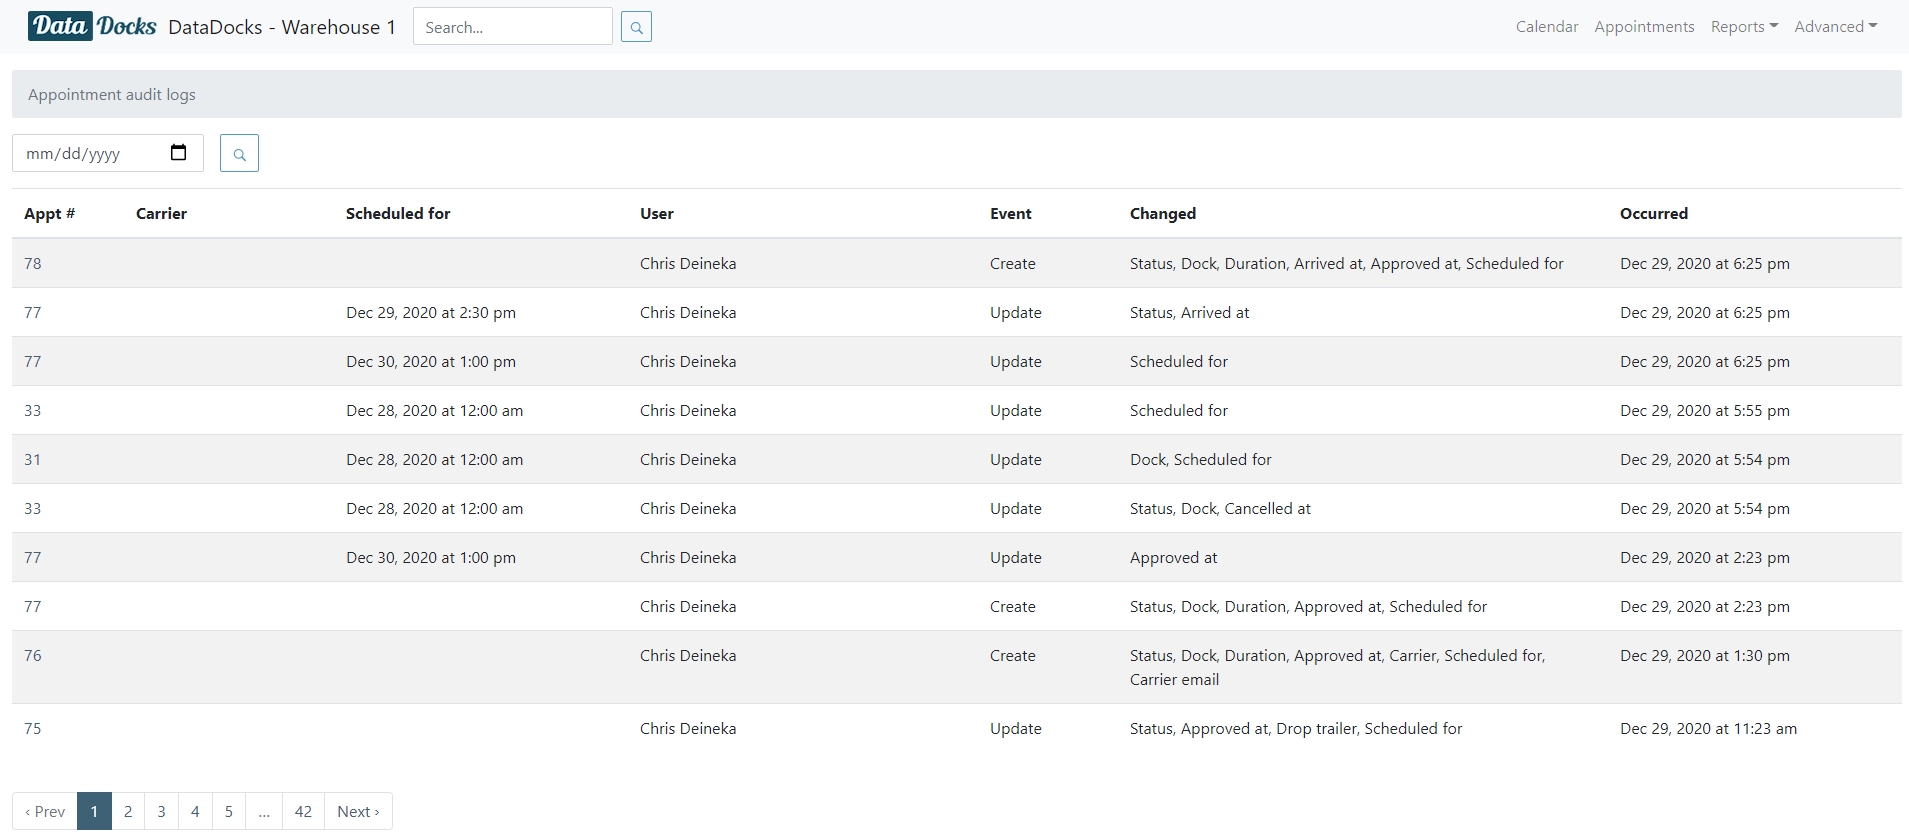 Data Docks DataDocks - Warehouse 1 Search... Calendar Appointments Reports Advanced
Appointment audit logs
mm/dd/yyyy
Appt # Carrier Scheduled for User Event Changed Occurred
78 Chris Deineka Create Status, Dock, Duration, Arrived at, Approved at, Scheduled for Dec 29, 2020 at 6:25 pm
77 Dec 29, 2020 at 2:30 pm Chris Deineka Update Status, Arrived at Dec 29, 2020 at 6:25 pm
77 Dec 30, 2020 at 1:00 pm Chris Deineka Update Scheduled for Dec 29, 2020 at 6:25 pm
33 Dec 28, 2020 at 12:00 am Chris Deineka Update Scheduled for Dec 29, 2020 at 5:55 pm
31 Dec 28, 2020 at 12:00 am Chris Deineka Update Dock, Scheduled for Dec 29, 2020 at 5:54 pm
33 Dec 28, 2020 at 12:00 am Chris Deineka Update Status, Dock, Cancelled at Dec 29, 2020 at 5:54 pm
77 Dec 30, 2020 at 1:00 pm Chris Deineka Update Approved at Dec 29, 2020 at 2:23 pm
77 Chris Deineka Create Status, Dock, Duration, Approved at, Scheduled for Dec 29, 2020 at 2:23 pm
76 Chris Deineka Create Status, Dock, Duration, Approved at, Carrier, Scheduled for, Dec 29, 2020 at 1:30 pm
Carrier email
75 Chris Deineka Update Status, Approved at, Drop trailer, Scheduled for Dec 29, 2020 at 11:23 am
‹ Prev 1 2 3 4 5 ... 42 Next ›